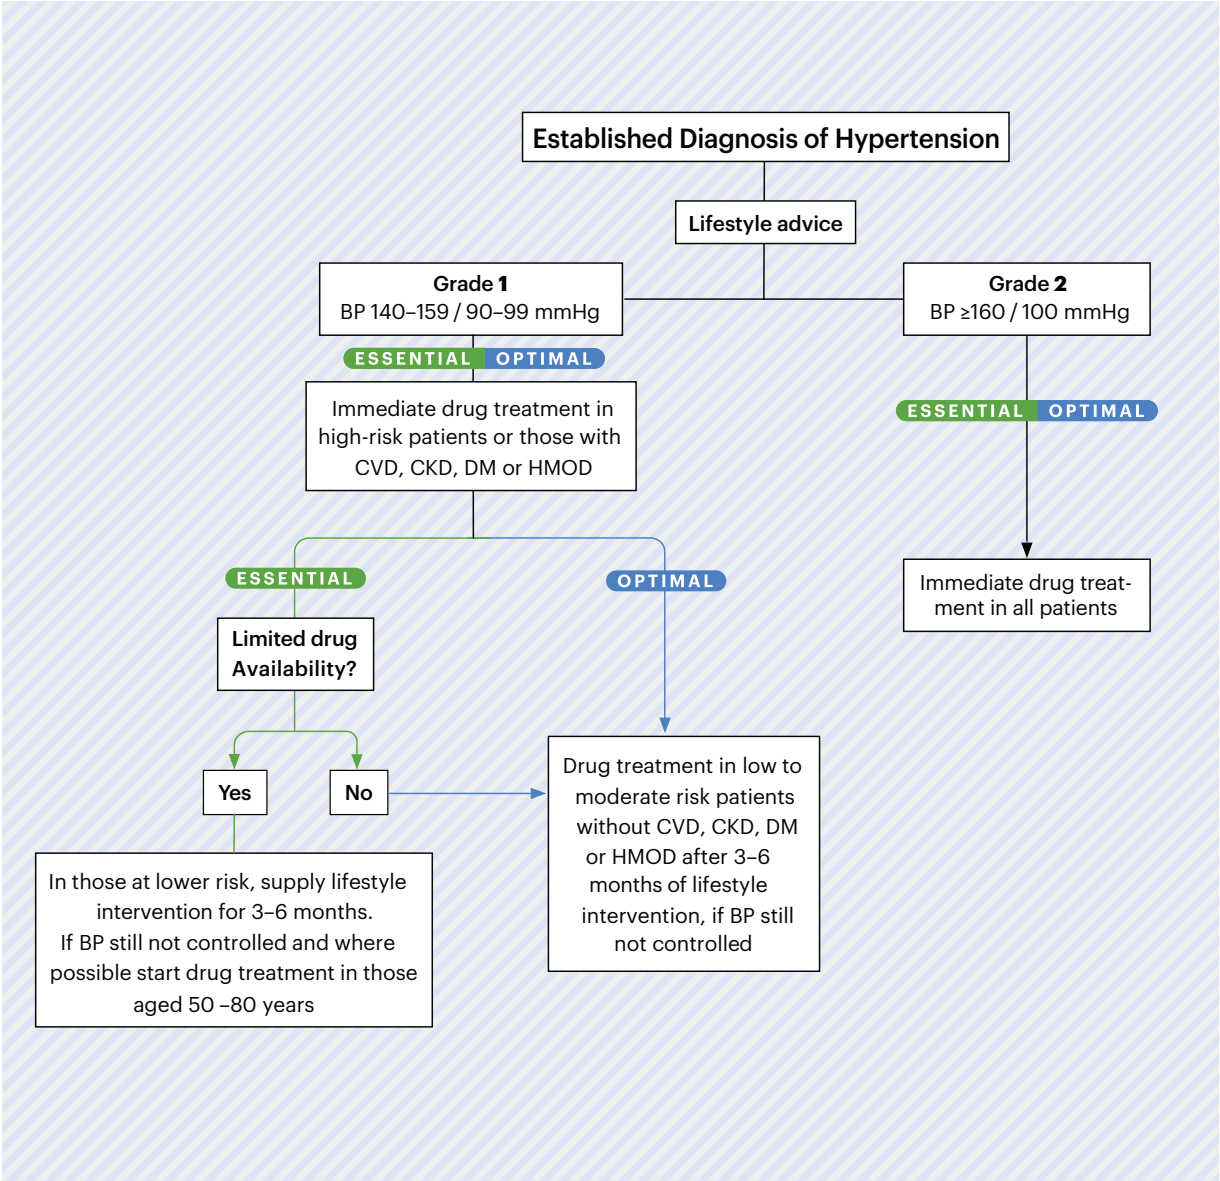 Established Diagnosis of Hypertension
Lifestyle advice
Grade 1
BP 140–159 / 90–99 mmHg
Grade 2
BP ≥160 / 100 mmHg
ESSENTIAL OPTIMAL
Immediate drug treatment in
high-risk patients or those with
CVD, CKD, DM or HMOD
ESSENTIAL OPTIMAL
Immediate drug treat-
ment in all patients
ESSENTIAL
OPTIMAL
Limited drug
Availability?
Yes
No
In those at lower risk, supply lifestyle
intervention for 3–6 months.
If BP still not controlled and where
possible start drug treatment in those
aged 50 –80 years
Drug treatment in low to
moderate risk patients
without CVD, CKD, DM
or HMOD after 3–6
months of lifestyle
intervention, if BP still
not controlled